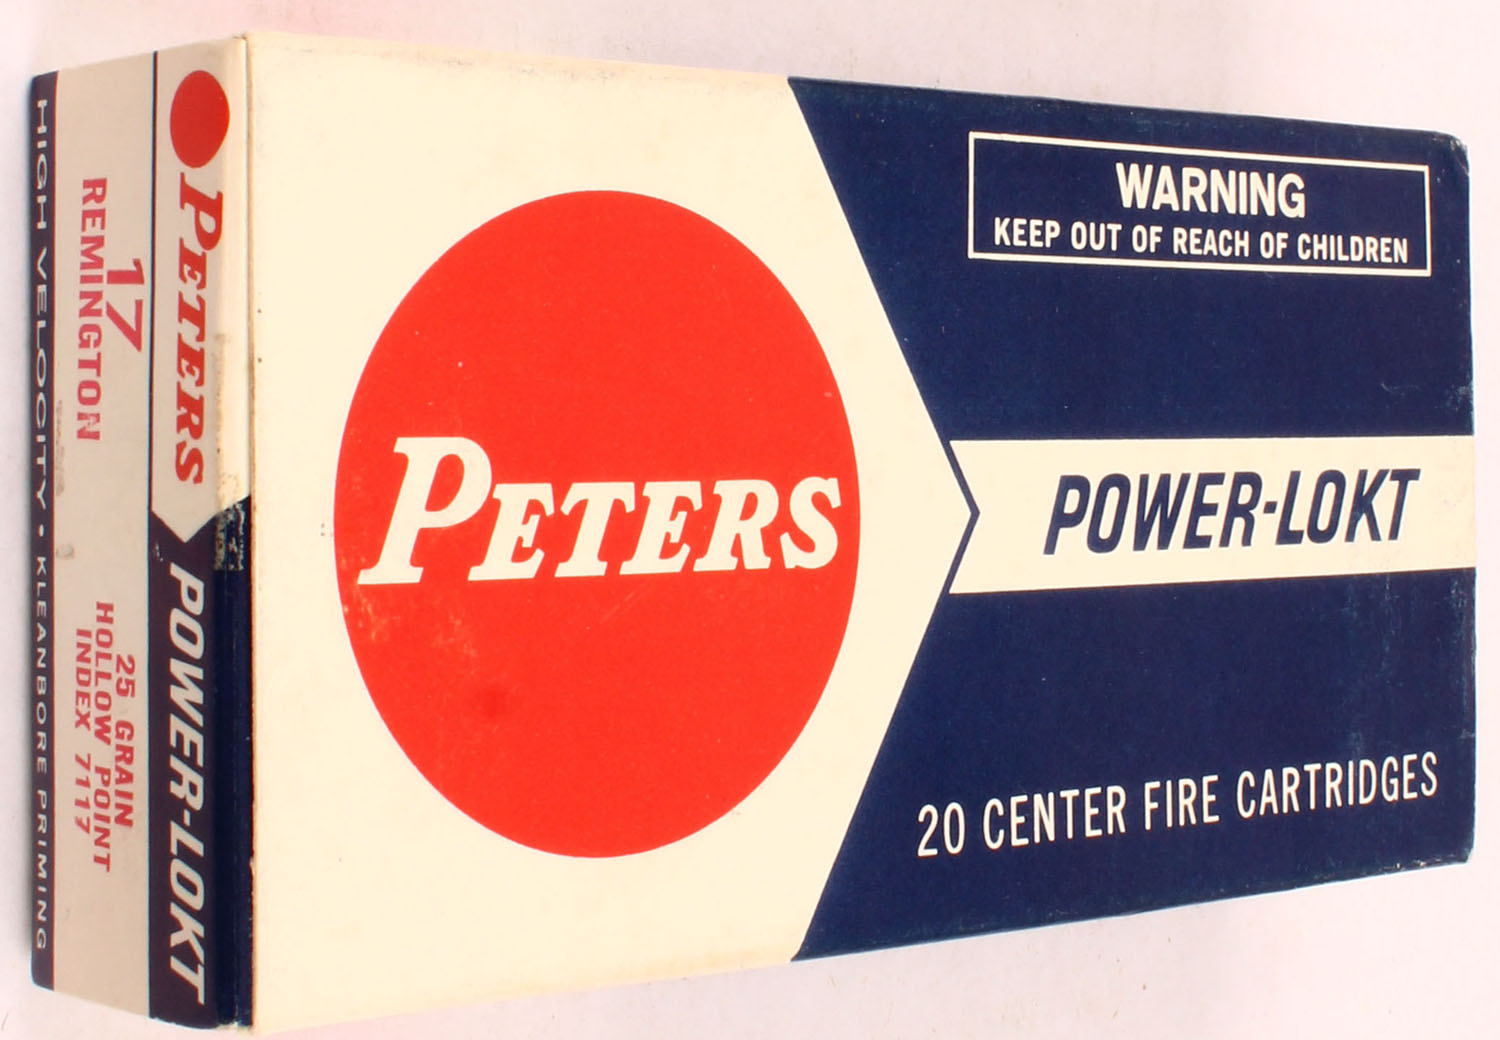 WARNING
KEEP OUT OF REACH OF CHILDREN
PETERS
POWER-LOKT
20 CENTER FIRE CARTRIDGES
PETERS POWER-LOKT
17
REMINGTON
25 GRAIN
HOLLOW POINT
INDEX 7117
HIGH VELOCITY • KLEANBORE PRIMING